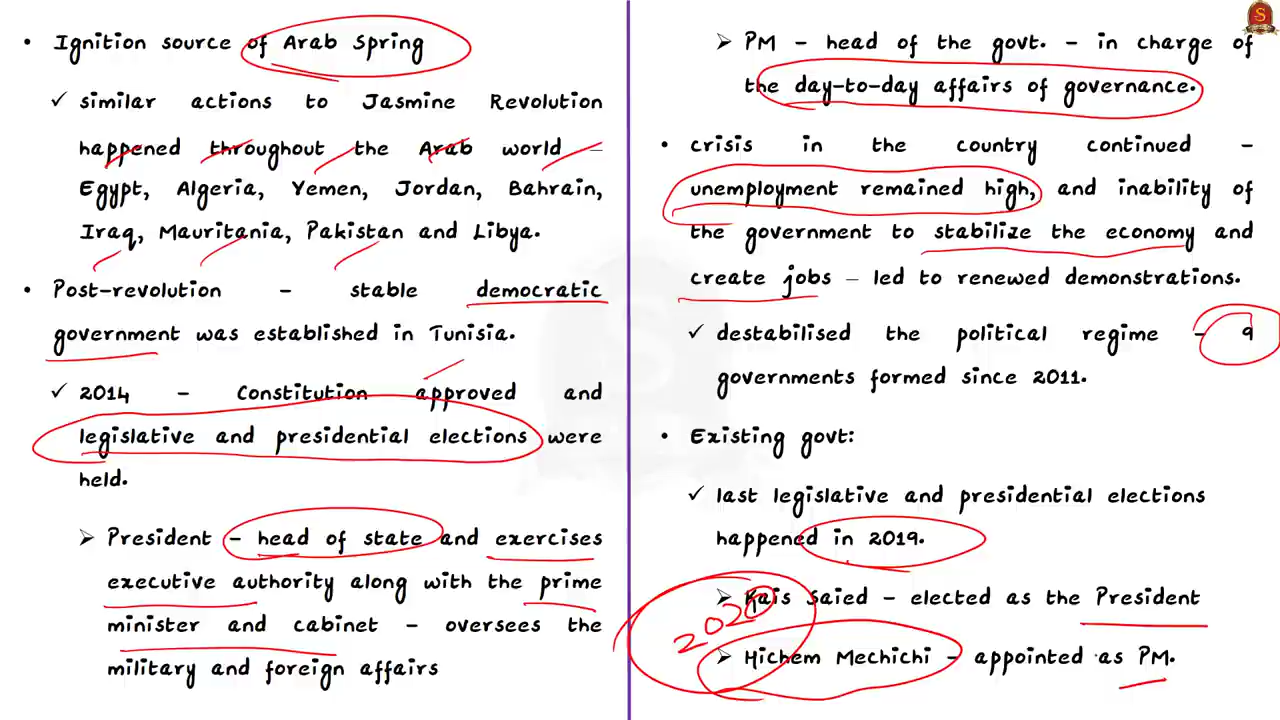 • Ignition source of Arab Spring
✓ similar actions to Jasmine Revolution
happened throughout the Arab world –
Egypt, Algeria, Yemen, Jordan, Bahrain,
Iraq, Mauritania, Pakistan and Libya.
• Post-revolution – stable democratic
government was established in Tunisia.
✓ 2014 – Constitution approved and
legislative and presidential elections were
held.
➢ President – head of state and exercises
executive authority along with the prime
minister and cabinet – oversees the
military and foreign affairs
➢ PM – head of the govt. – in charge of
the day-to-day affairs of governance.
• crisis in the country continued –
unemployment remained high, and inability of
the government to stabilize the economy and
create jobs – led to renewed demonstrations.
✓ destabilised the political regime – 9
governments formed since 2011.
• Existing govt:
✓ last legislative and presidential elections
happened in 2019.
➢ Kais Saied – elected as the President
➢ Hichem Mechichi – appointed as PM.